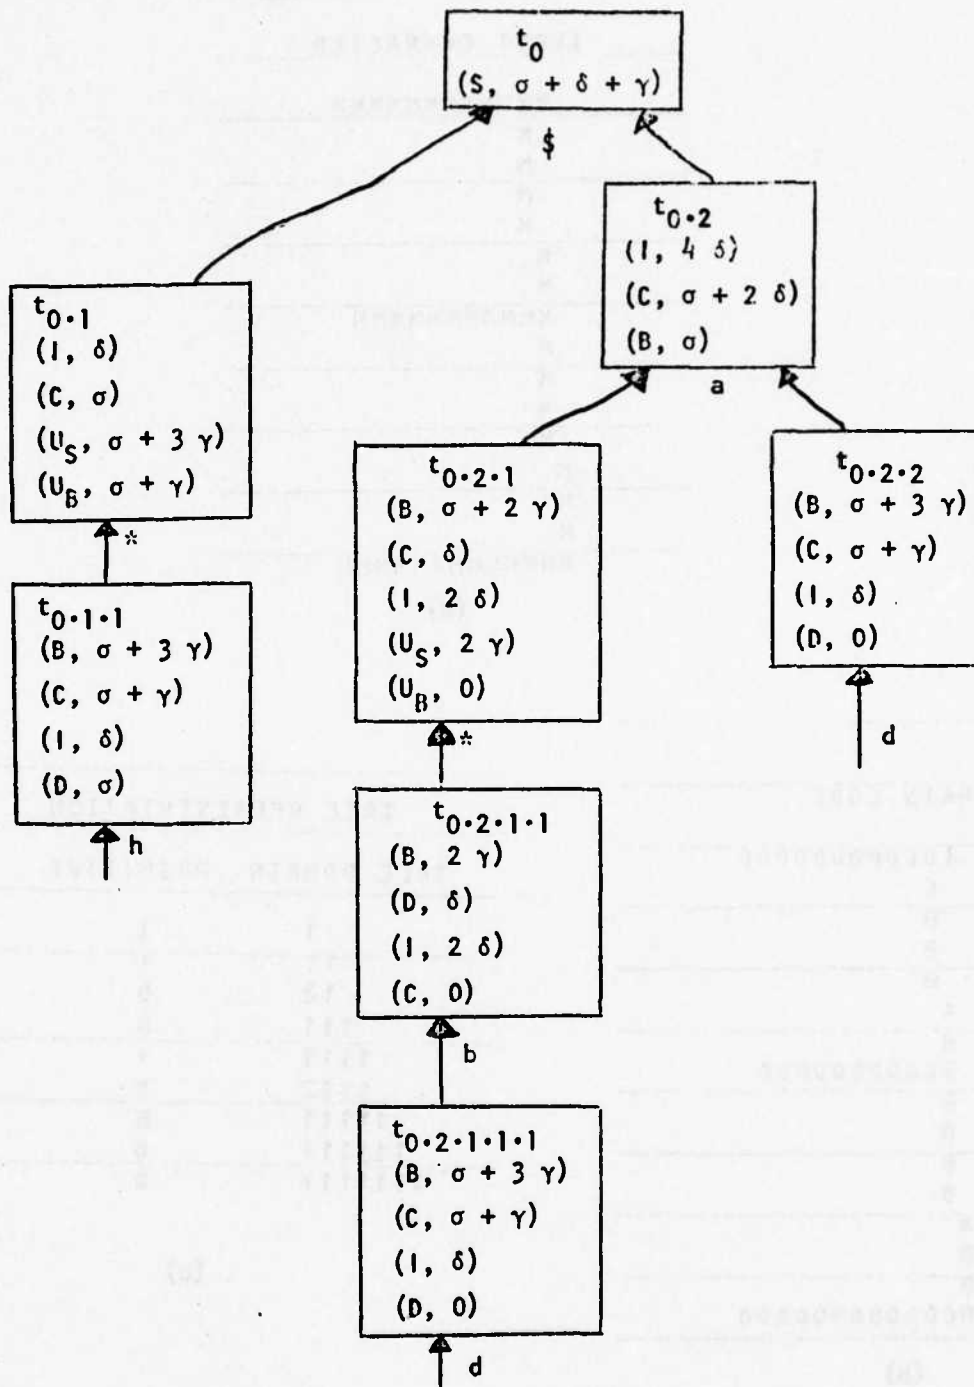 t0
(S, σ + δ + γ)
$
t0·2
(I, 4 δ)
(C, σ + 2 δ)
(B, σ)
a
t0·1
(I, δ)
(C, σ)
(US, σ + 3 γ)
(UB, σ + γ)
*
t0·2·1
(B, σ + 2 γ)
(C, δ)
(I, 2 δ)
(US, 2 γ)
(UB, 0)
*
t0·2·2
(B, σ + 3 γ)
(C, σ + γ)
(I, δ)
(D, 0)
d
t0·1·1
(B, σ + 3 γ)
(C, σ + γ)
(I, δ)
(D, σ)
h
t0·2·1·1
(B, 2 γ)
(D, δ)
(I, 2 δ)
(C, 0)
b
t0·2·1·1·1
(B, σ + 3 γ)
(C, σ + γ)
(I, δ)
(D, 0)
d